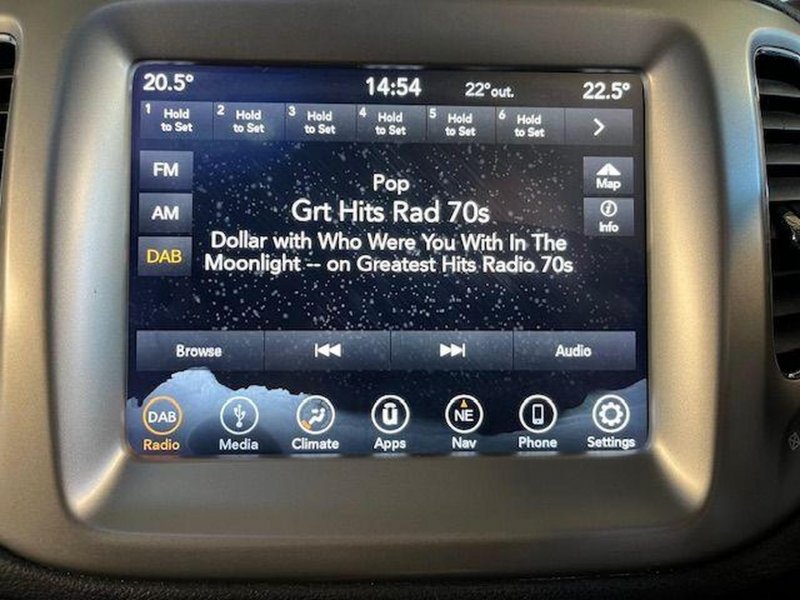 20.5° 14:54 22°out. 22.5°
1 Hold to Set 2 Hold to Set 3 Hold to Set 4 Hold to Set 5 Hold to Set 6 Hold to Set >
FM
AM
DAB
Pop
Grt Hits Rad 70s
Dollar with Who Were You With In The
Moonlight -- on Greatest Hits Radio 70s
Map
i
Info
Browse Audio
DAB NE
Radio Media Climate Apps Nav Phone Settings